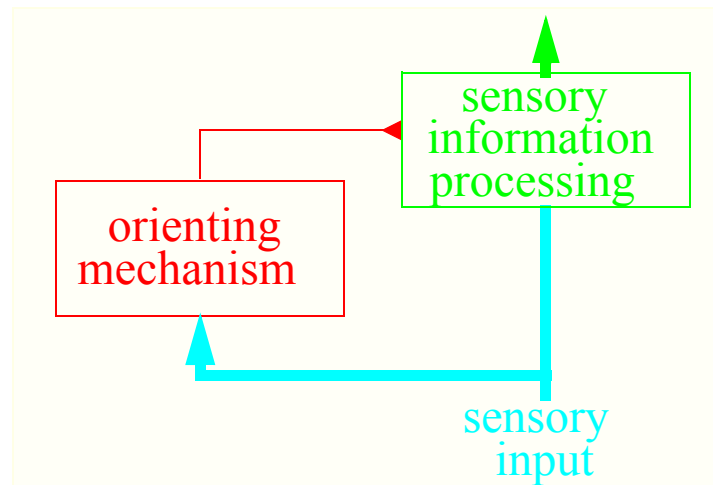 sensory
information
processing
orienting
mechanism
sensory
input